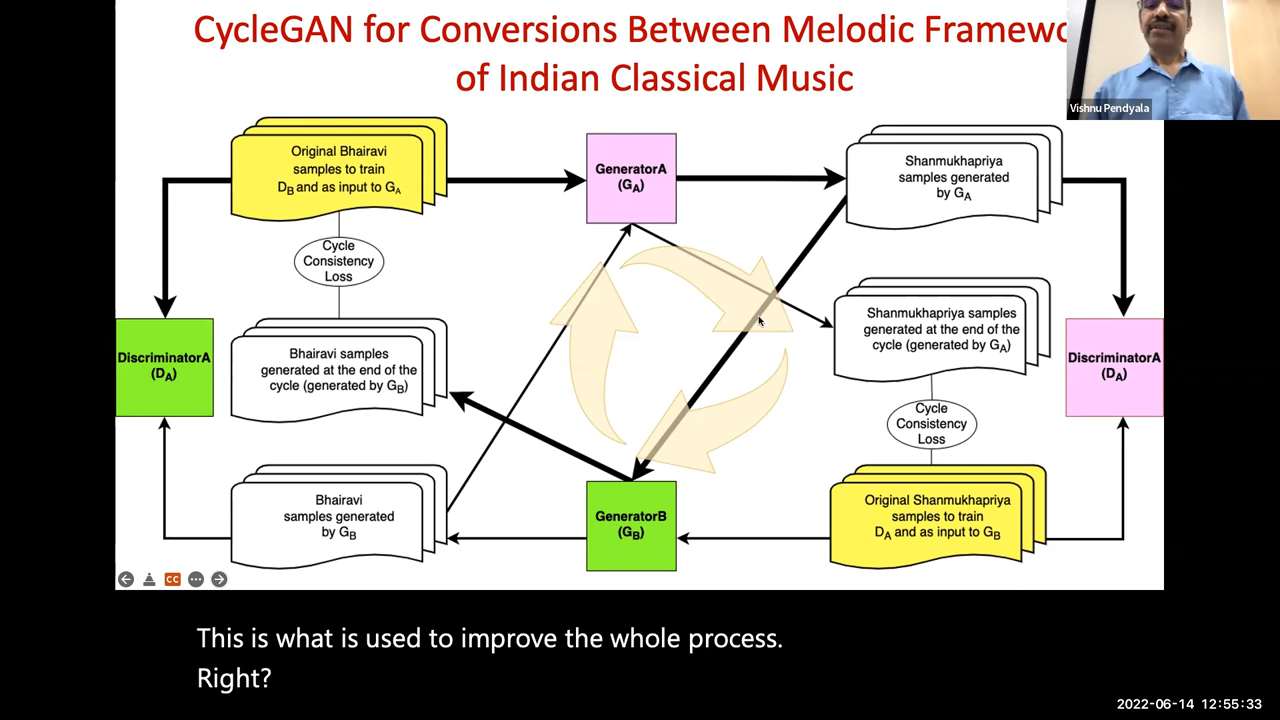 CycleGAN for Conversions Between Melodic Framewo
of Indian Classical Music
Vishnu Pendyala
Original Bhairavi
samples to train
DB and as input to GA
GeneratorA
(GA)
Shanmukhapriya
samples generated
by GA
Cycle
Consistency
Loss
DiscriminatorA
(DA)
Bhairavi samples
generated at the end of the
cycle (generated by GB)
Shanmukhapriya samples
generated at the end of the
cycle (generated by GA)
DiscriminatorA
(DA)
Cycle
Consistency
Loss
Bhairavi
samples generated
by GB
GeneratorB
(GB)
Original Shanmukhapriya
samples to train
DA and as input to GB
CC
This is what is used to improve the whole process.
Right?
2022-06-14 12:55:33